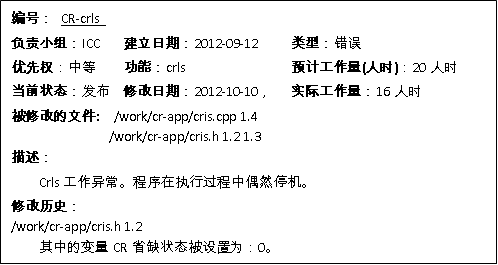 编号： CR-crls
负责小组：ICC 建立日期：2012-09-12 类型：错误
优先权：中等 功能：crls 预计工作量(人时)：20 人时
当前状态：发布 修改日期：2012-10-10， 实际工作量：16 人时
被修改的文件: /work/cr-app/cris.cpp 1.4
/work/cr-app/cris.h 1.2 1.3
描述：
Crls 工作异常。程序在执行过程中偶然停机。
修改历史：
/work/cr-app/cris.h 1.2
其中的变量 CR 省缺状态被设置为：0。